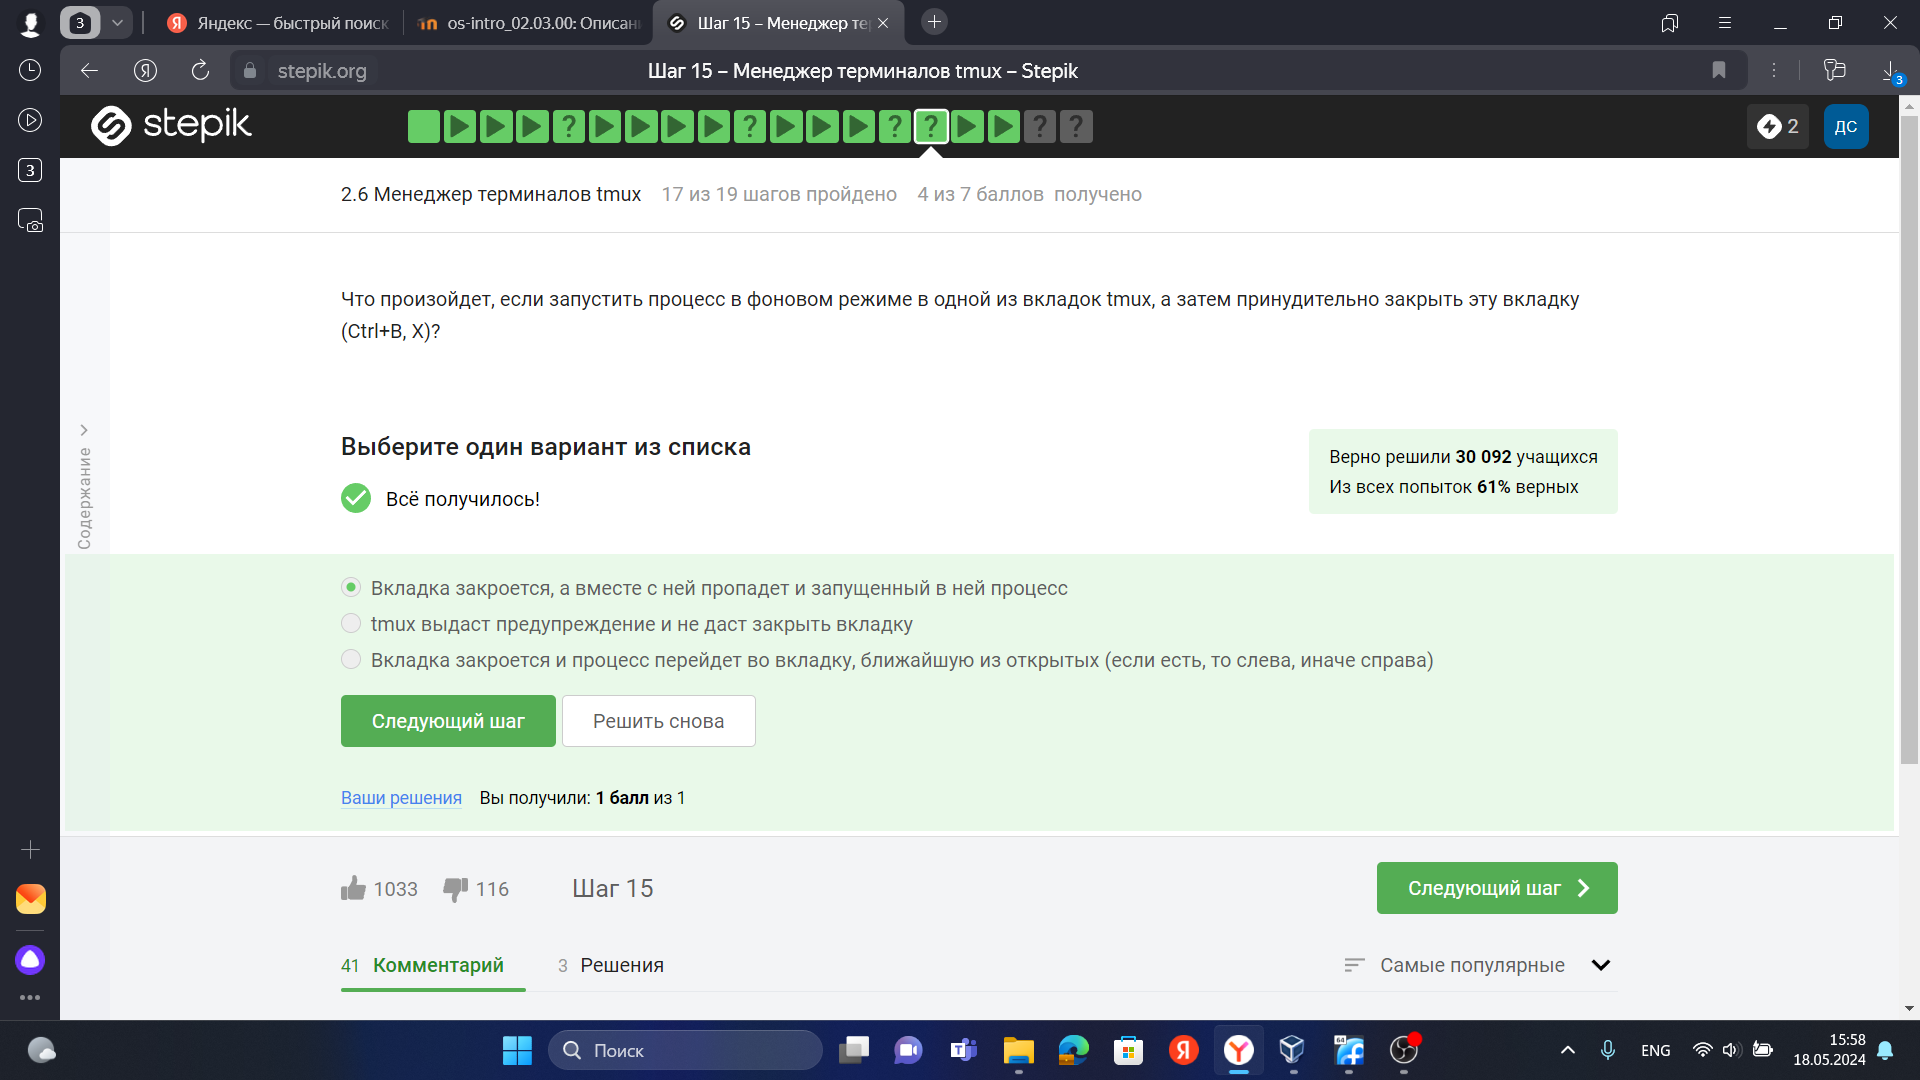 3
Яндекс — быстрый поиск
os-intro_02.03.00: Описан
Шаг 15 – Менеджер те
stepik.org
Шаг 15 – Менеджер терминалов tmux – Stepik
3
stepik
? ? ? ? ? ?
2
ДС
3
2.6 Менеджер терминалов tmux 17 из 19 шагов пройдено 4 из 7 баллов получено
Что произойдет, если запустить процесс в фоновом режиме в одной из вкладок tmux, а затем принудительно закрыть эту вкладку
(Ctrl+B, X)?
Содержание
Выберите один вариант из списка
Всё получилось!
Верно решили 30 092 учащихся
Из всех попыток 61% верных
Вкладка закроется, а вместе с ней пропадет и запущенный в ней процесс
tmux выдаст предупреждение и не даст закрыть вкладку
Вкладка закроется и процесс перейдет во вкладку, ближайшую из открытых (если есть, то слева, иначе справа)
Следующий шаг
Решить снова
Ваши решения Вы получили: 1 балл из 1
1033
116
Шаг 15
Следующий шаг
41 Комментарий
3 Решения
Самые популярные
Поиск
64
ENG
15:58
18.05.2024